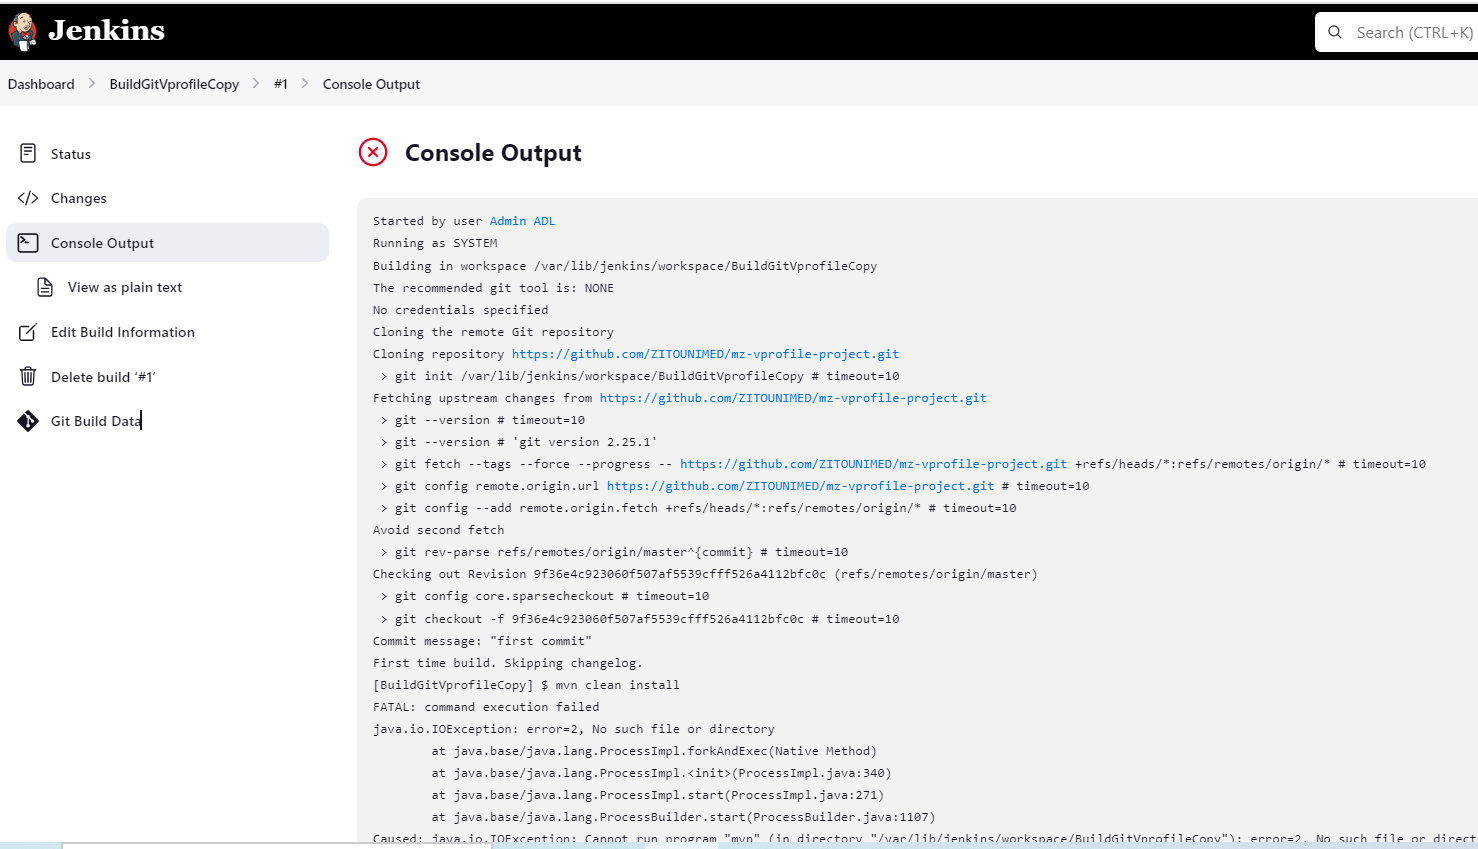 Jenkins
Search (CTRL+K)
Dashboard > BuildGitVprofileCopy > #1 > Console Output
Status
Changes
Console Output
View as plain text
Edit Build Information
Delete build ‘#1’
Git Build Data
Console Output
Started by user Admin ADL
Running as SYSTEM
Building in workspace /var/lib/jenkins/workspace/BuildGitVprofileCopy
The recommended git tool is: NONE
No credentials specified
Cloning the remote Git repository
Cloning repository https://github.com/ZITOUNIMED/mz-vprofile-project.git
 > git init /var/lib/jenkins/workspace/BuildGitVprofileCopy # timeout=10
Fetching upstream changes from https://github.com/ZITOUNIMED/mz-vprofile-project.git
 > git --version # timeout=10
 > git --version # 'git version 2.25.1'
 > git fetch --tags --force --progress -- https://github.com/ZITOUNIMED/mz-vprofile-project.git +refs/heads/*:refs/remotes/origin/* # timeout=10
 > git config remote.origin.url https://github.com/ZITOUNIMED/mz-vprofile-project.git # timeout=10
 > git config --add remote.origin.fetch +refs/heads/*:refs/remotes/origin/* # timeout=10
Avoid second fetch
 > git rev-parse refs/remotes/origin/master^{commit} # timeout=10
Checking out Revision 9f36e4c923060f507af5539cfff526a4112bfc0c (refs/remotes/origin/master)
 > git config core.sparsecheckout # timeout=10
 > git checkout -f 9f36e4c923060f507af5539cfff526a4112bfc0c # timeout=10
Commit message: "first commit"
First time build. Skipping changelog.
[BuildGitVprofileCopy] $ mvn clean install
FATAL: command execution failed
java.io.IOException: error=2, No such file or directory
	at java.base/java.lang.ProcessImpl.forkAndExec(Native Method)
	at java.base/java.lang.ProcessImpl.<init>(ProcessImpl.java:340)
	at java.base/java.lang.ProcessImpl.start(ProcessImpl.java:271)
	at java.base/java.lang.ProcessBuilder.start(ProcessBuilder.java:1107)
Caused: java.io.IOException: Cannot run program "mvn" (in directory "/var/lib/jenkins/workspace/BuildGitVprofileCopy"): error=2, No such file or direct